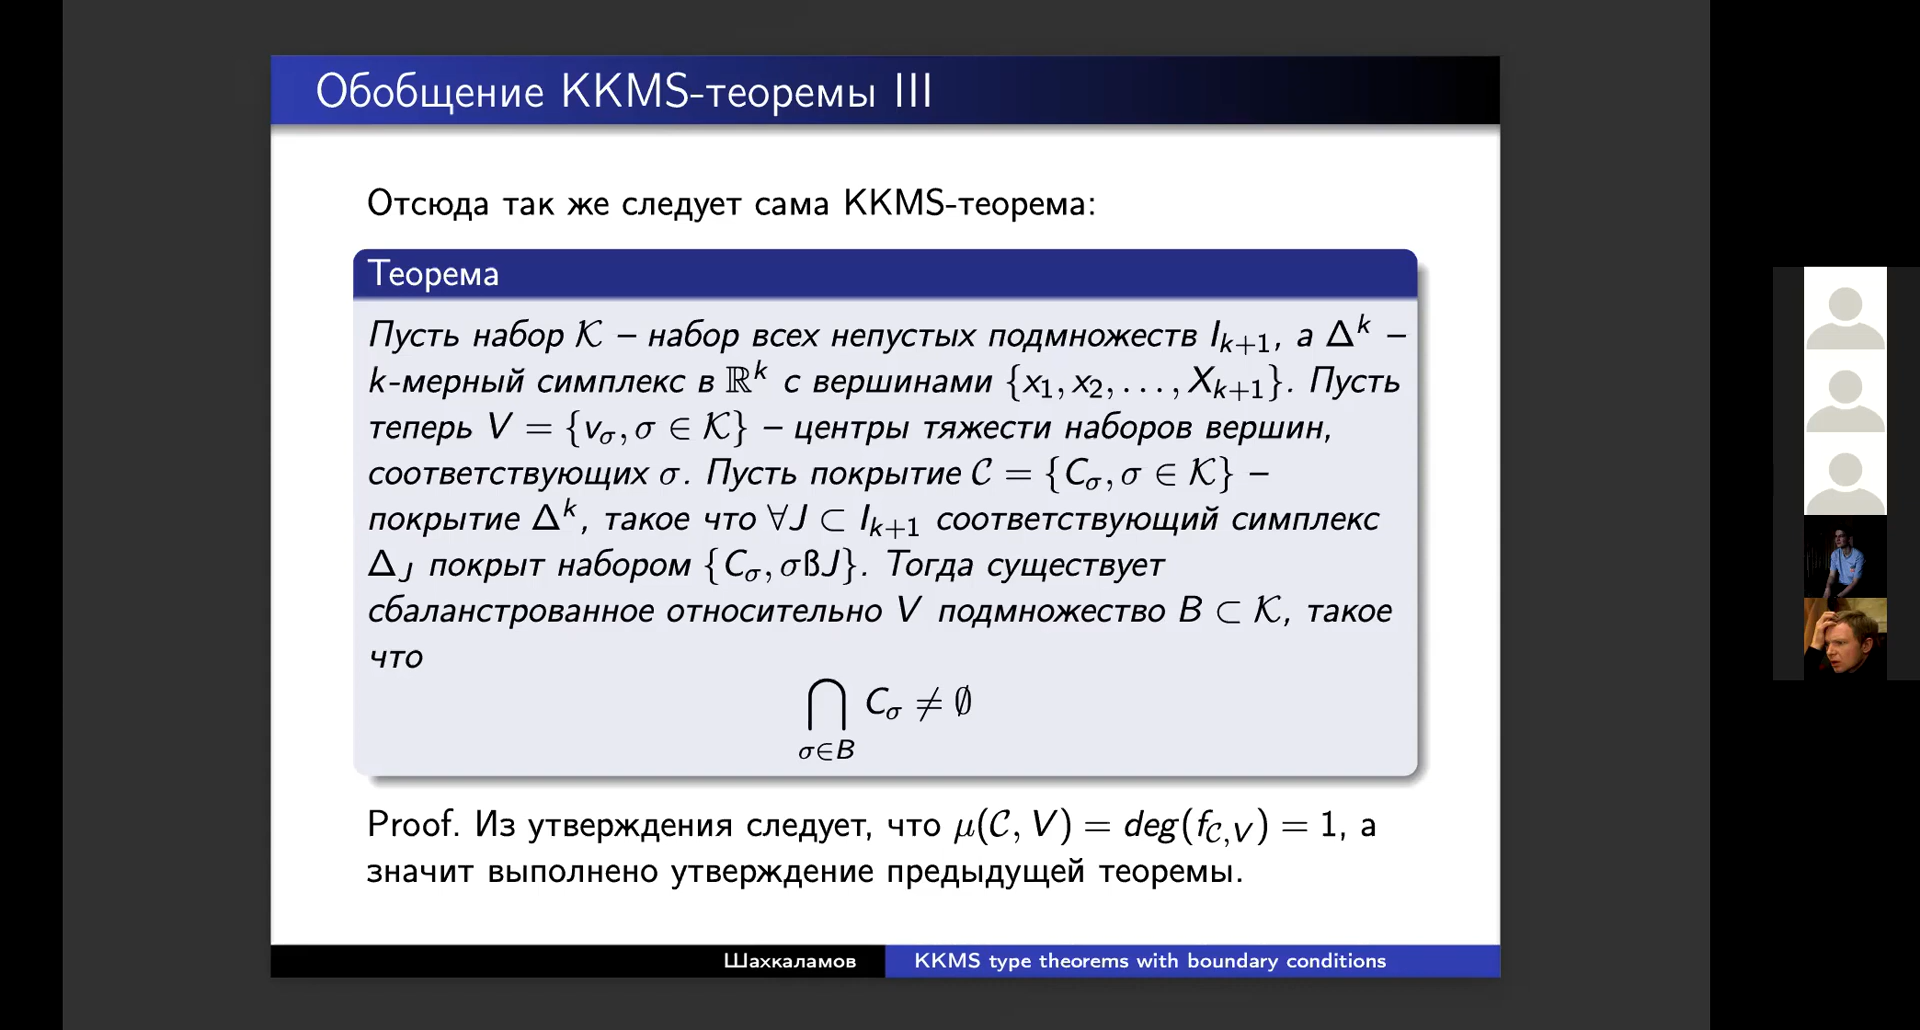 Обобщение KKMS-теоремы III
Отсюда так же следует сама KKMS-теорема:
Теорема
Пусть набор 𝒦 – набор всех непустых подмножеств I_{k+1}, а Δ^k –
k-мерный симплекс в ℝ^k с вершинами {x_1, x_2, . . . , X_{k+1}}. Пусть
теперь V = {v_σ, σ ∈ 𝒦} – центры тяжести наборов вершин,
соответствующих σ. Пусть покрытие 𝒞 = {C_σ, σ ∈ 𝒦} –
покрытие Δ^k, такое что ∀J ⊂ I_{k+1} соответствующий симплекс
Δ_J покрыт набором {C_σ, σßJ}. Тогда существует
сбаланстрованное относительно V подмножество B ⊂ 𝒦, такое
что
⋂_{σ∈B} C_σ ≠ ∅
Proof. Из утверждения следует, что μ(𝒞, V) = deg(f_{𝒞,V}) = 1, а
значит выполнено утверждение предыдущей теоремы.
Шахкаламов KKMS type theorems with boundary conditions